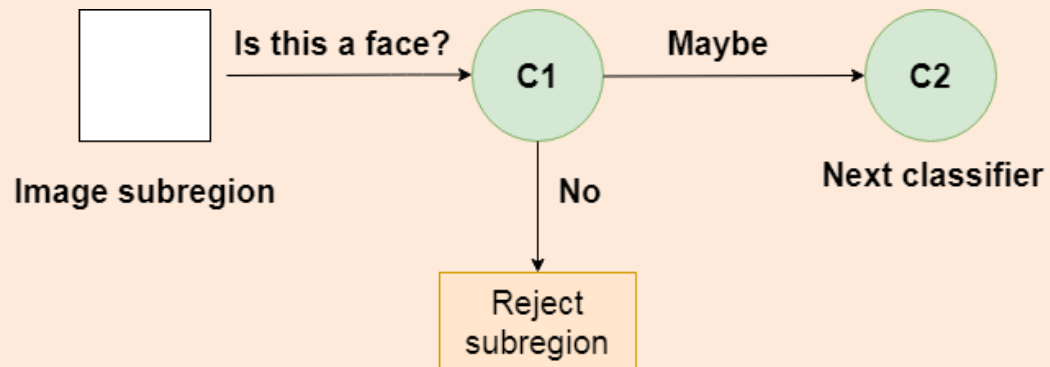 Is this a face?
C1
Maybe
C2
Image subregion
No
Next classifier
Reject
subregion